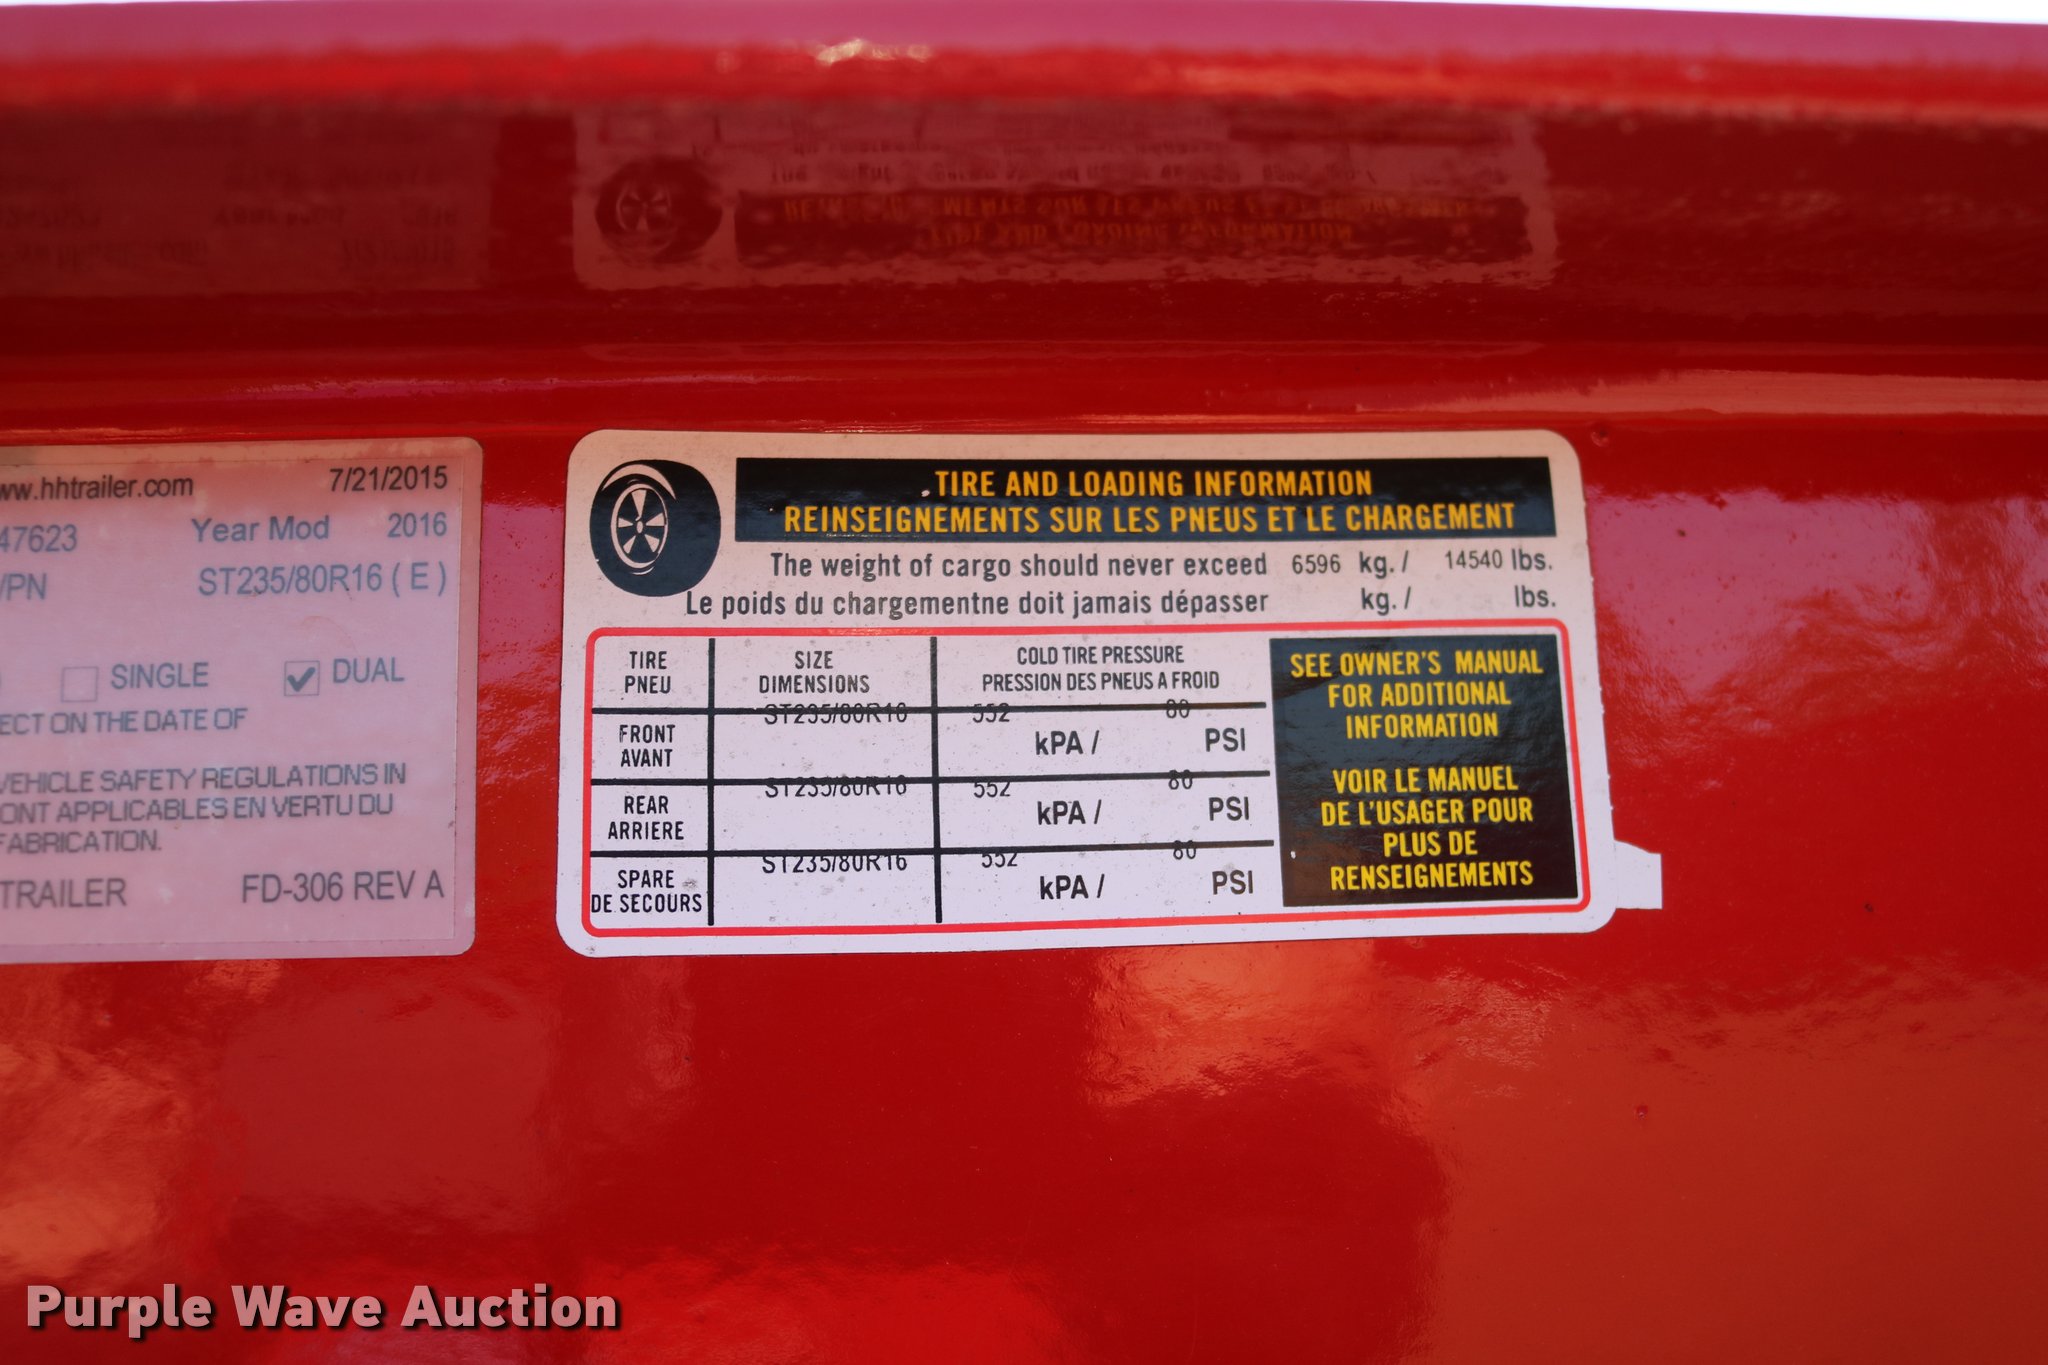 ww.hhtrailer.com 7/21/2015
47623 Year Mod 2016
/PN ST235/80R16 ( E )
SINGLE DUAL
ECT ON THE DATE OF
VEHICLE SAFETY REGULATIONS IN
ONT APPLICABLES EN VERTU DU
FABRICATION.
TRAILER FD-306 REV A
TIRE AND LOADING INFORMATION
REINSEIGNEMENTS SUR LES PNEUS ET LE CHARGEMENT
The weight of cargo should never exceed 6596 kg. / 14540 lbs.
Le poids du chargementne doit jamais dépasser kg. / lbs.
TIRE SIZE COLD TIRE PRESSURE
PNEU DIMENSIONS PRESSION DES PNEUS A FROID
ST235/80R16 552 80
FRONT kPA / PSI
AVANT
ST235/80R16 552 80
REAR kPA / PSI
ARRIERE
ST235/80R16 552 80
SPARE kPA / PSI
DE SECOURS
SEE OWNER'S MANUAL
FOR ADDITIONAL
INFORMATION
VOIR LE MANUEL
DE L'USAGER POUR
PLUS DE
RENSEIGNEMENTS
Purple Wave Auction